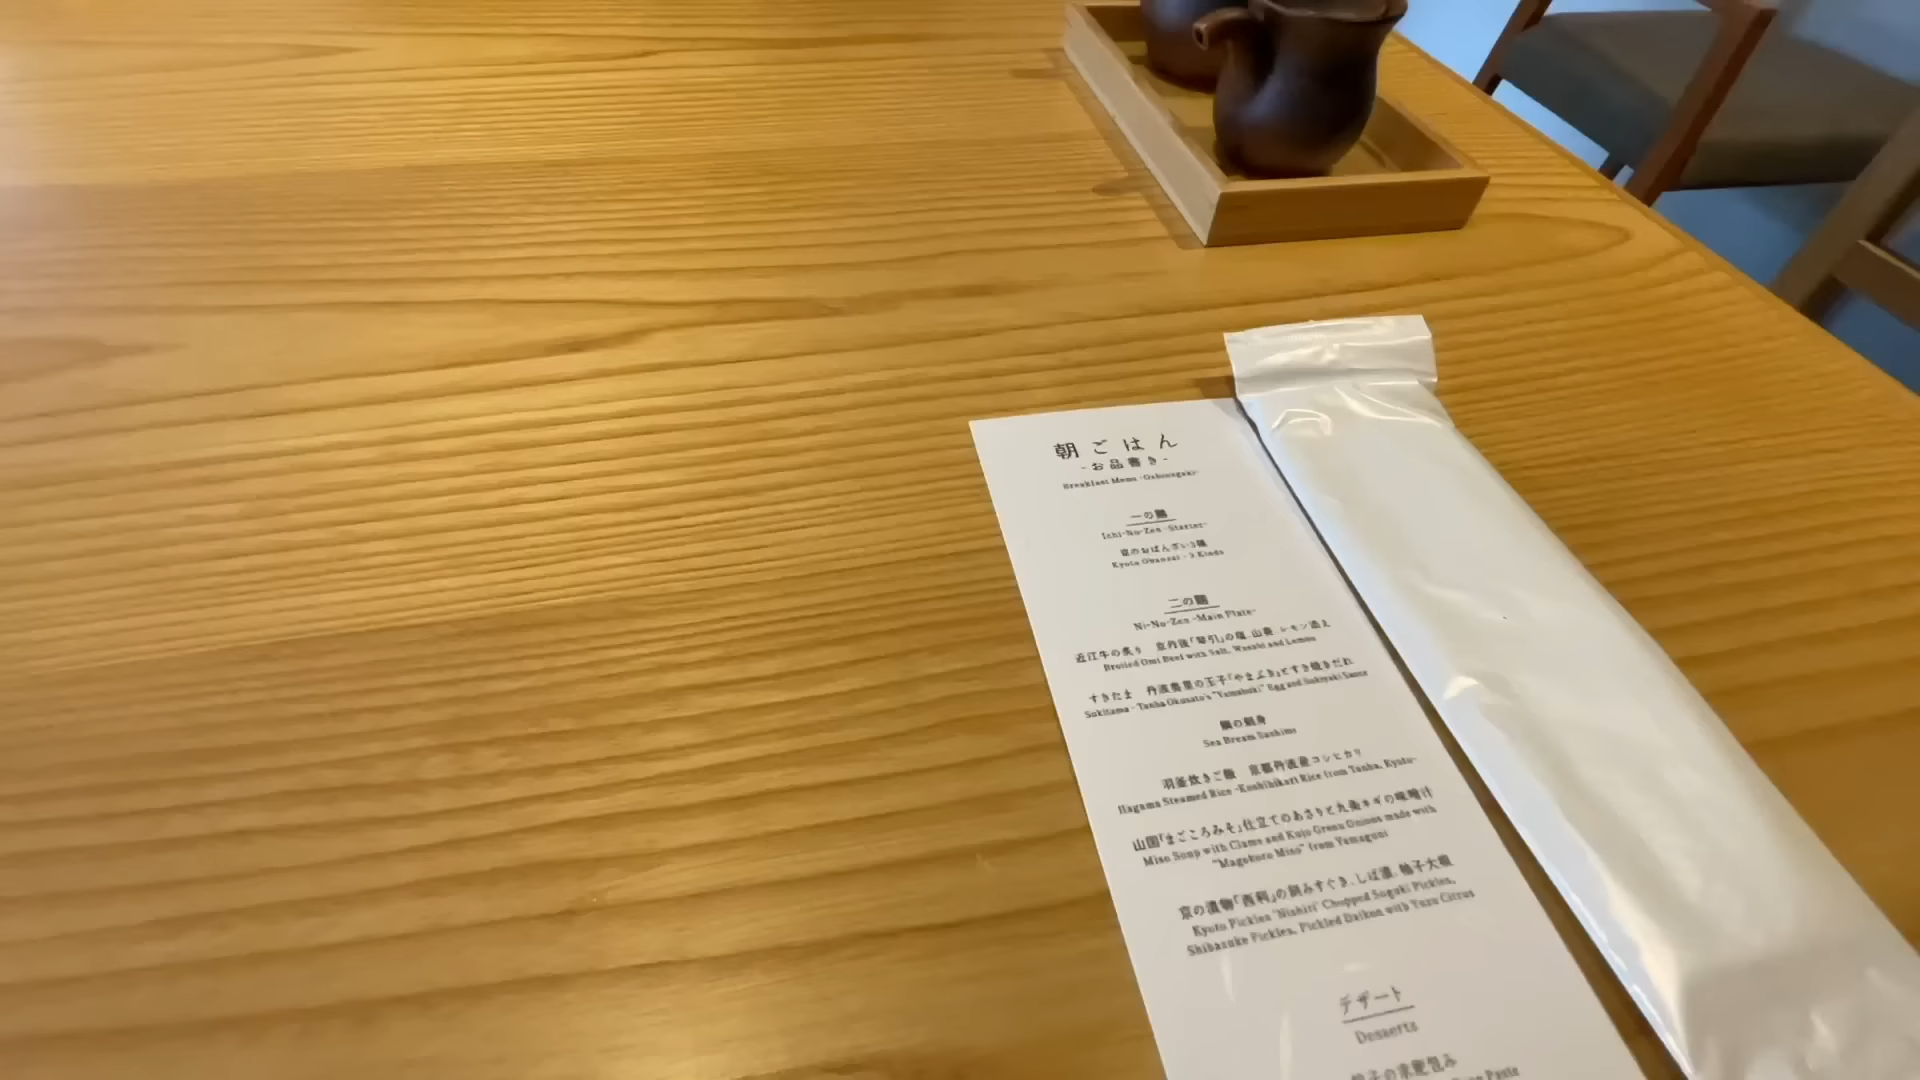 朝ごはん
-お品書き-
Breakfast Menu -Oshinagaki-
一の膳
Ichi-No-Zen -Starter-
京のおばんざい3種
Kyoto Obanzai - 3 Kinds
二の膳
Ni-No-Zen -Main Plate-
近江牛の炙り 京丹後「琴引」の塩、山葵、レモン添え
Broiled Omi Beef with Salt, Wasabi and Lemon
すきたま 丹波奥里の玉子「やまぶき」とすき焼きだれ
Sukitama - Tanba Okusato's "Yamabuki" Egg and Sukiyaki Sauce
鯛の刺身
Sea Bream Sashimi
羽釜炊きご飯 京都丹波産コシヒカリ
Hagama Steamed Rice -Koshihikari Rice from Tanba, Kyoto-
山国「まごころみそ」仕立てのあさりと九条ネギの味噌汁
Miso Soup with Clams and Kujo Green Onions made with
"Magokoro Miso" from Yamaguni
京の漬物「西利」の刻みすぐき、しば漬、柚子大根
Kyoto Pickles "Nishiri" Chopped Suguki Pickles,
Shibazuke Pickles, Pickled Daikon with Yuzu Citrus
デザート
Desserts
の求肥包み
Paste